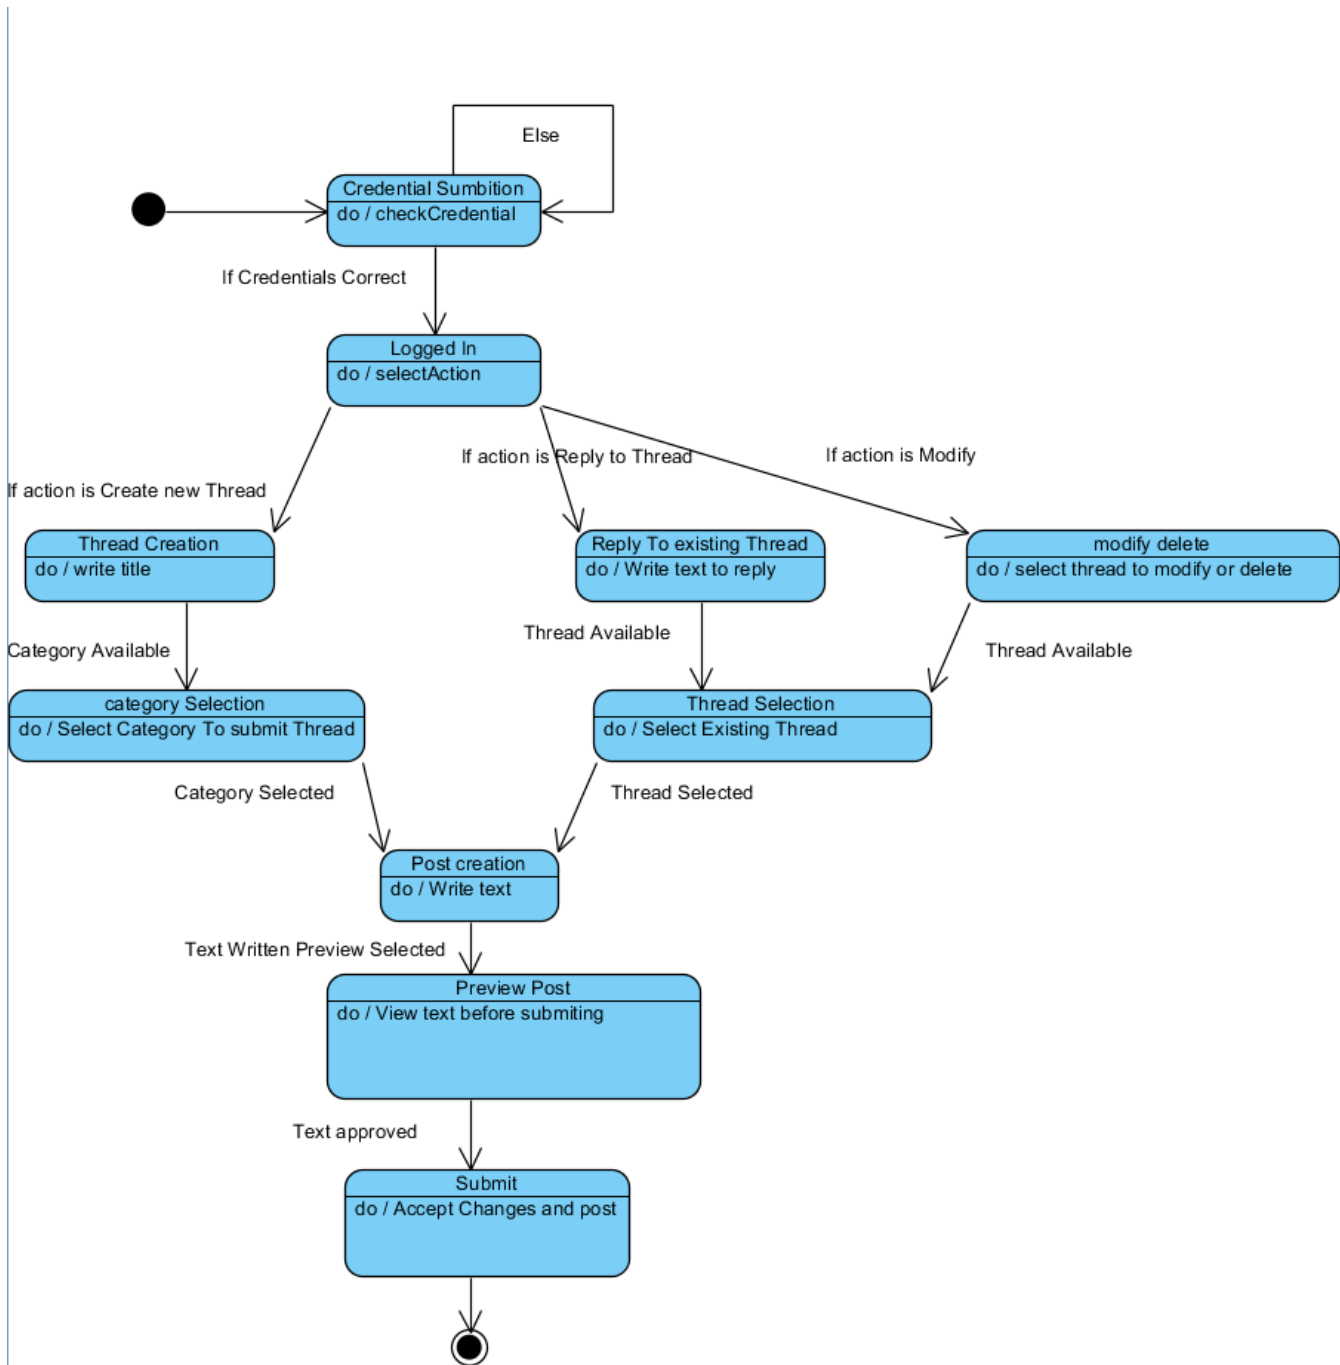 Else
Credential Sumbition
do / checkCredential
If Credentials Correct
Logged In
do / selectAction
If action is Reply to Thread
If action is Modify
If action is Create new Thread
Thread Creation
do / write title
Reply To existing Thread
do / Write text to reply
modify delete
do / select thread to modify or delete
Category Available
Thread Available
Thread Available
category Selection
do / Select Category To submit Thread
Thread Selection
do / Select Existing Thread
Category Selected
Thread Selected
Post creation
do / Write text
Text Written Preview Selected
Preview Post
do / View text before submiting
Text approved
Submit
do / Accept Changes and post